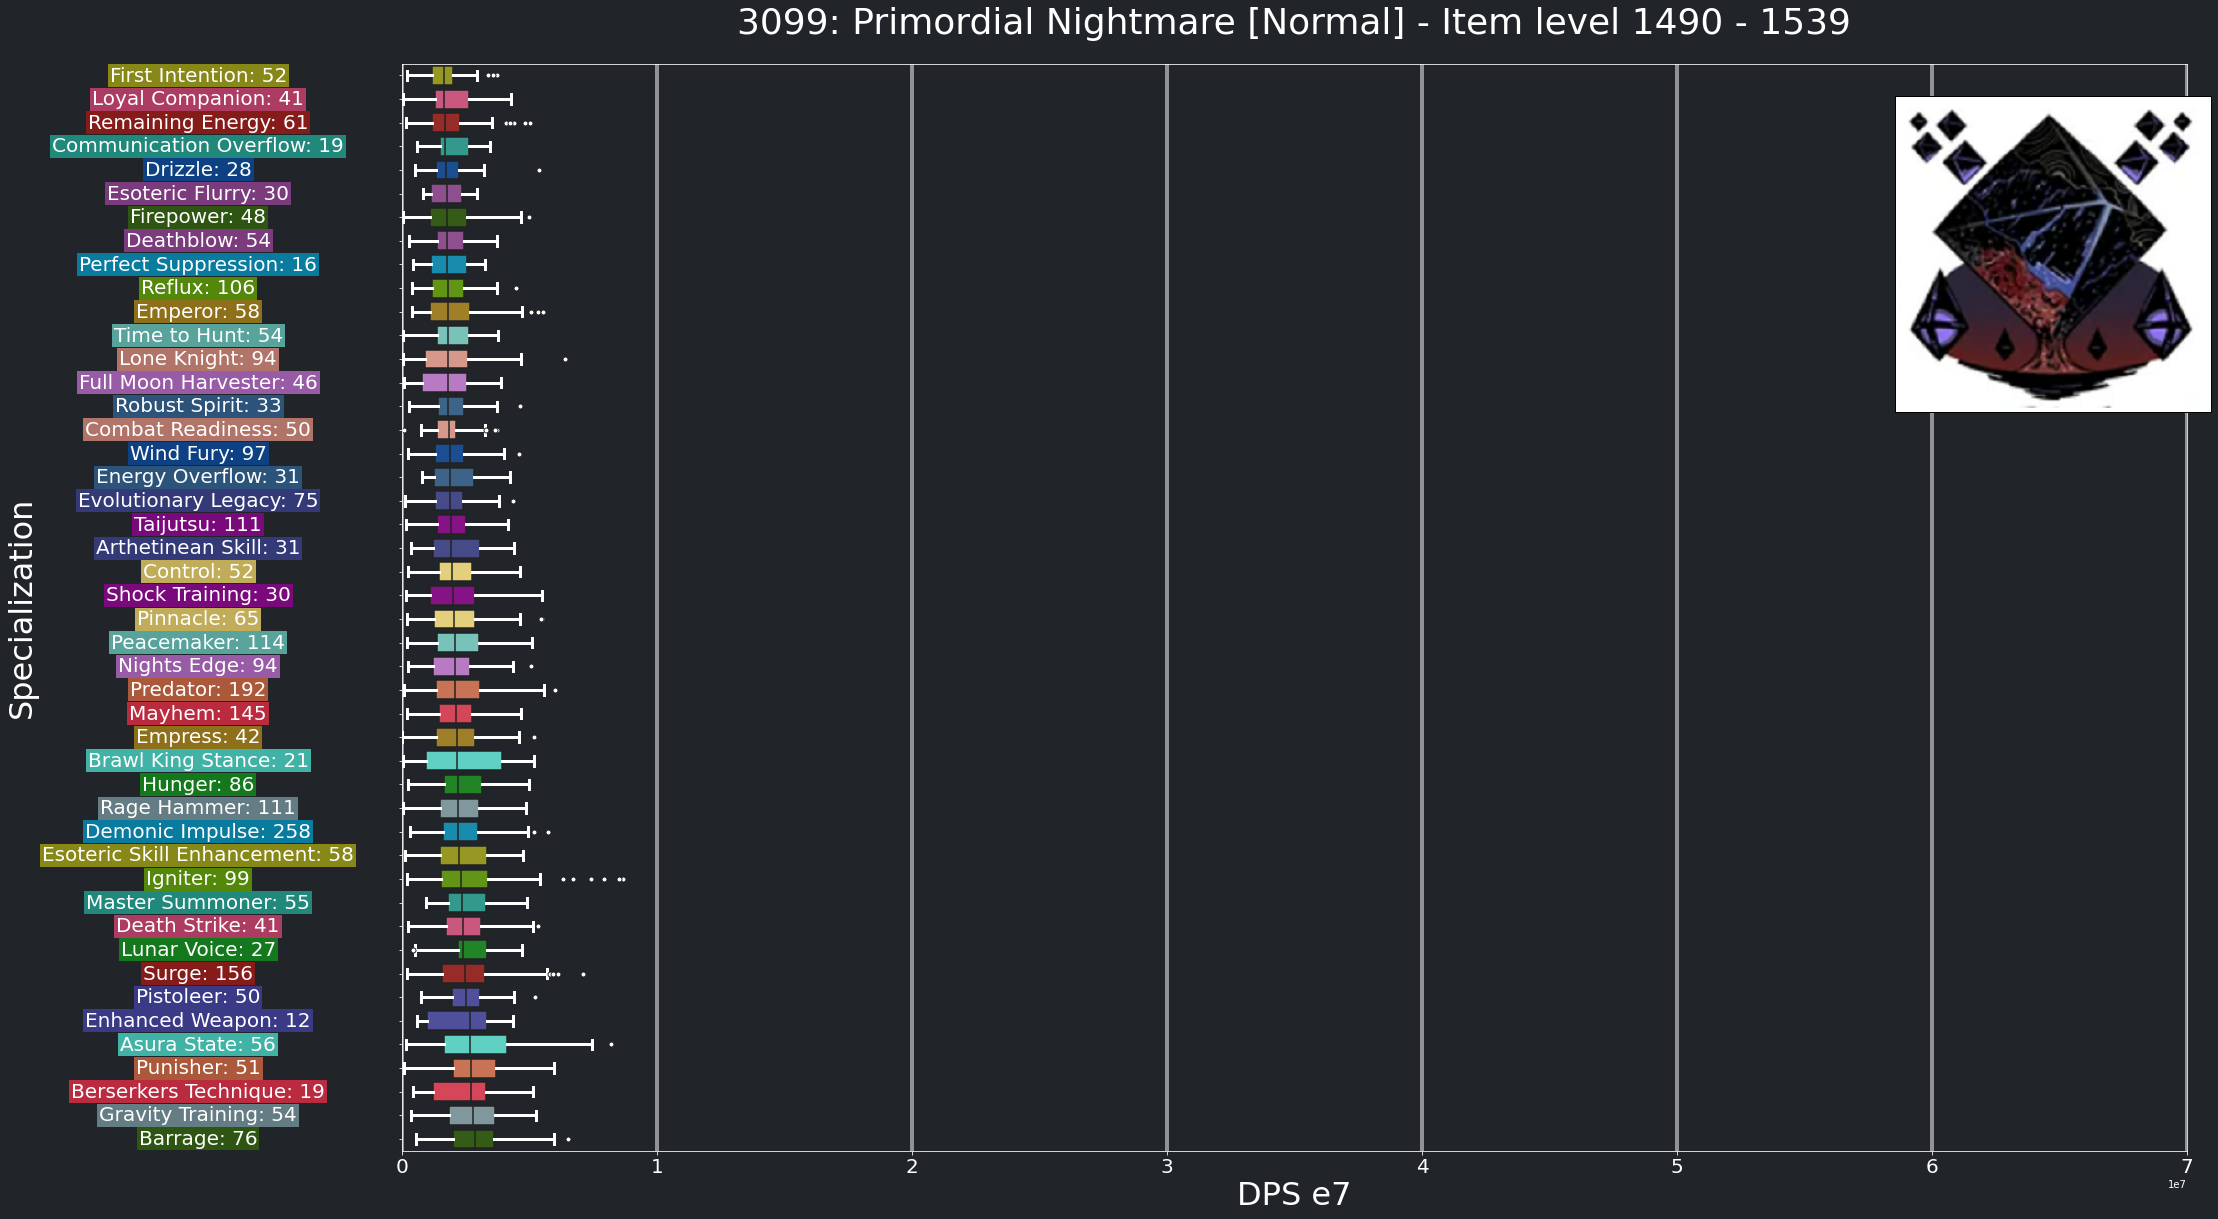 3099: Primordial Nightmare [Normal] - Item level 1490 - 1539
Specialization
First Intention: 52
Loyal Companion: 41
Remaining Energy: 61
Communication Overflow: 19
Drizzle: 28
Esoteric Flurry: 30
Firepower: 48
Deathblow: 54
Perfect Suppression: 16
Reflux: 106
Emperor: 58
Time to Hunt: 54
Lone Knight: 94
Full Moon Harvester: 46
Robust Spirit: 33
Combat Readiness: 50
Wind Fury: 97
Energy Overflow: 31
Evolutionary Legacy: 75
Taijutsu: 111
Arthetinean Skill: 31
Control: 52
Shock Training: 30
Pinnacle: 65
Peacemaker: 114
Nights Edge: 94
Predator: 192
Mayhem: 145
Empress: 42
Brawl King Stance: 21
Hunger: 86
Rage Hammer: 111
Demonic Impulse: 258
Esoteric Skill Enhancement: 58
Igniter: 99
Master Summoner: 55
Death Strike: 41
Lunar Voice: 27
Surge: 156
Pistoleer: 50
Enhanced Weapon: 12
Asura State: 56
Punisher: 51
Berserkers Technique: 19
Gravity Training: 54
Barrage: 76
0 1 2 3 4 5 6 7
1e7
DPS e7